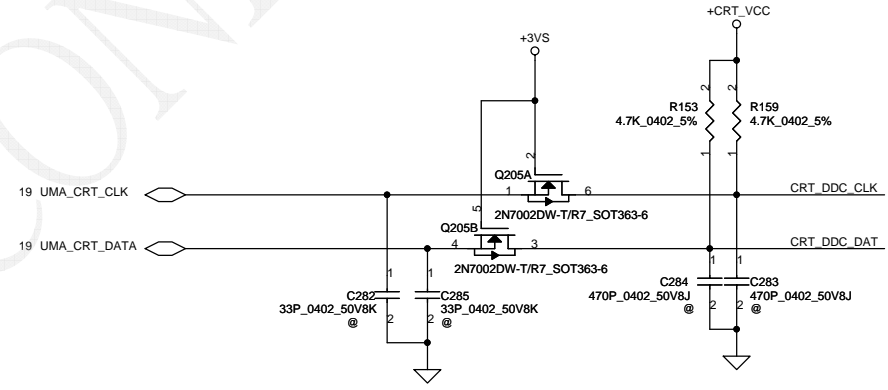 +CRT_VCC
+3VS
2
2
R153
4.7K_0402_5%
R159
4.7K_0402_5%
1
1
2
Q205A
19 UMA_CRT_CLK
1
6
CRT_DDC_CLK
2N7002DW-T/R7_SOT363-6
5
Q205B
19 UMA_CRT_DATA
4
3
CRT_DDC_DAT
2N7002DW-T/R7_SOT363-6
1
1
C282
33P_0402_50V8K
@
2
C285
33P_0402_50V8K
@
2
1
1
C284
470P_0402_50V8J
@
2
C283
470P_0402_50V8J
@
2